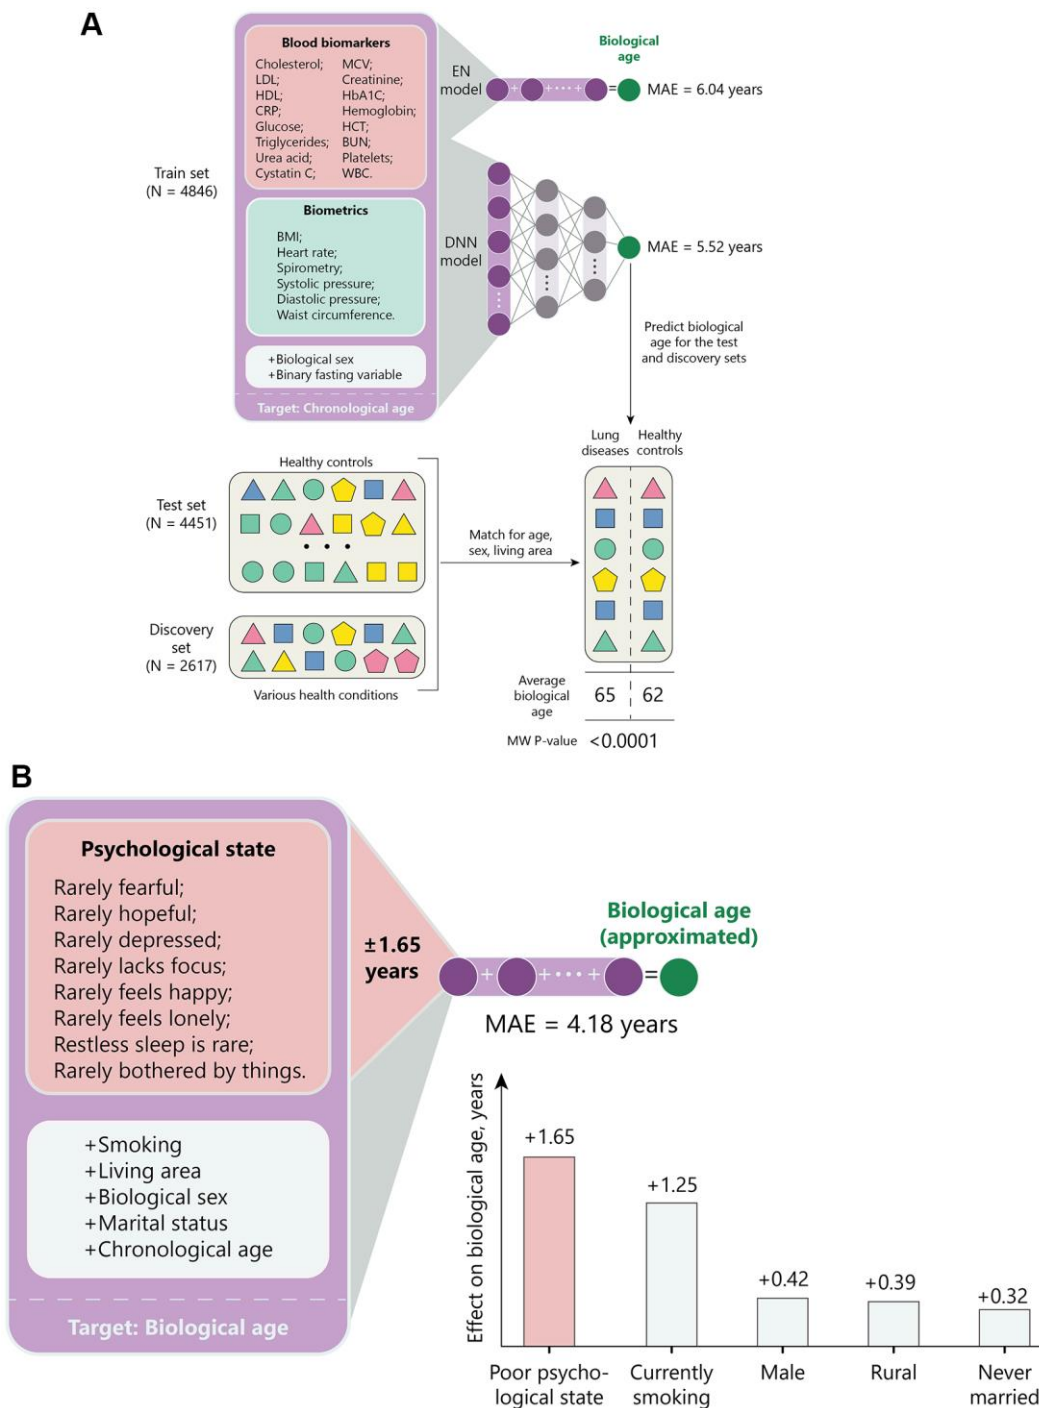 A
Blood biomarkers
Cholesterol; MCV;
LDL; Creatinine;
HDL; HbA1C;
CRP; Hemoglobin;
Glucose; HCT;
Triglycerides; BUN;
Urea acid; Platelets;
Cystatin C; WBC.
Train set
(N = 4846)
Biometrics
BMI;
Heart rate;
Spirometry;
Systolic pressure;
Diastolic pressure;
Waist circumference.
+Biological sex
+Binary fasting variable
Target: Chronological age
EN
model
+ + ···· + =
Biological
age
MAE = 6.04 years
DNN
model
MAE = 5.52 years
Predict biological
age for the test
and discovery sets
Healthy controls
Test set
(N = 4451)
Discovery
set
(N = 2617)
Various health conditions
Match for age,
sex, living area
Lung Healthy
diseases controls
Average
biological
age
65 62
MW P-value <0.0001
B
Psychological state
Rarely fearful;
Rarely hopeful;
Rarely depressed;
Rarely lacks focus;
Rarely feels happy;
Rarely feels lonely;
Restless sleep is rare;
Rarely bothered by things.
+Smoking
+Living area
+Biological sex
+Marital status
+Chronological age
Target: Biological age
±1.65
years
Biological age
(approximated)
+ + ···· + =
MAE = 4.18 years
Effect on biological age, years
+1.65
+1.25
+0.42
+0.39
+0.32
Poor psycho-
logical state
Currently
smoking
Male
Rural
Never
married